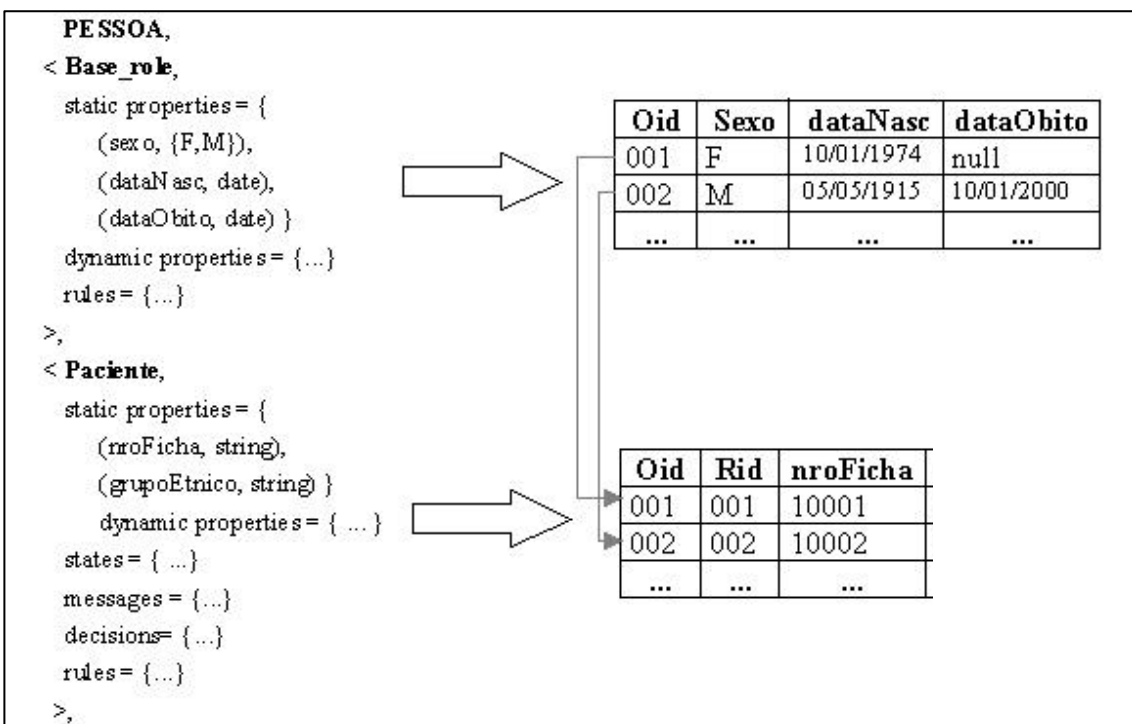 PESSOA,
< Base_role,
static properties = {
(sexo, {F,M}),
(dataNasc, date),
(dataObito, date) }
dynamic properties = {...}
rules = {...}
>,
< Paciente,
static properties = {
(nroFicha, string),
(grupoEtnico, string) }
dynamic properties = { ... }
states = { ...}
messages = {...}
decisions= {...}
rules = {...}
>,
Oid Sexo dataNasc dataObito
001 F 10/01/1974 null
002 M 05/05/1915 10/01/2000
... ... ... ...
Oid Rid nroFicha
001 001 10001
002 002 10002
... ... ...